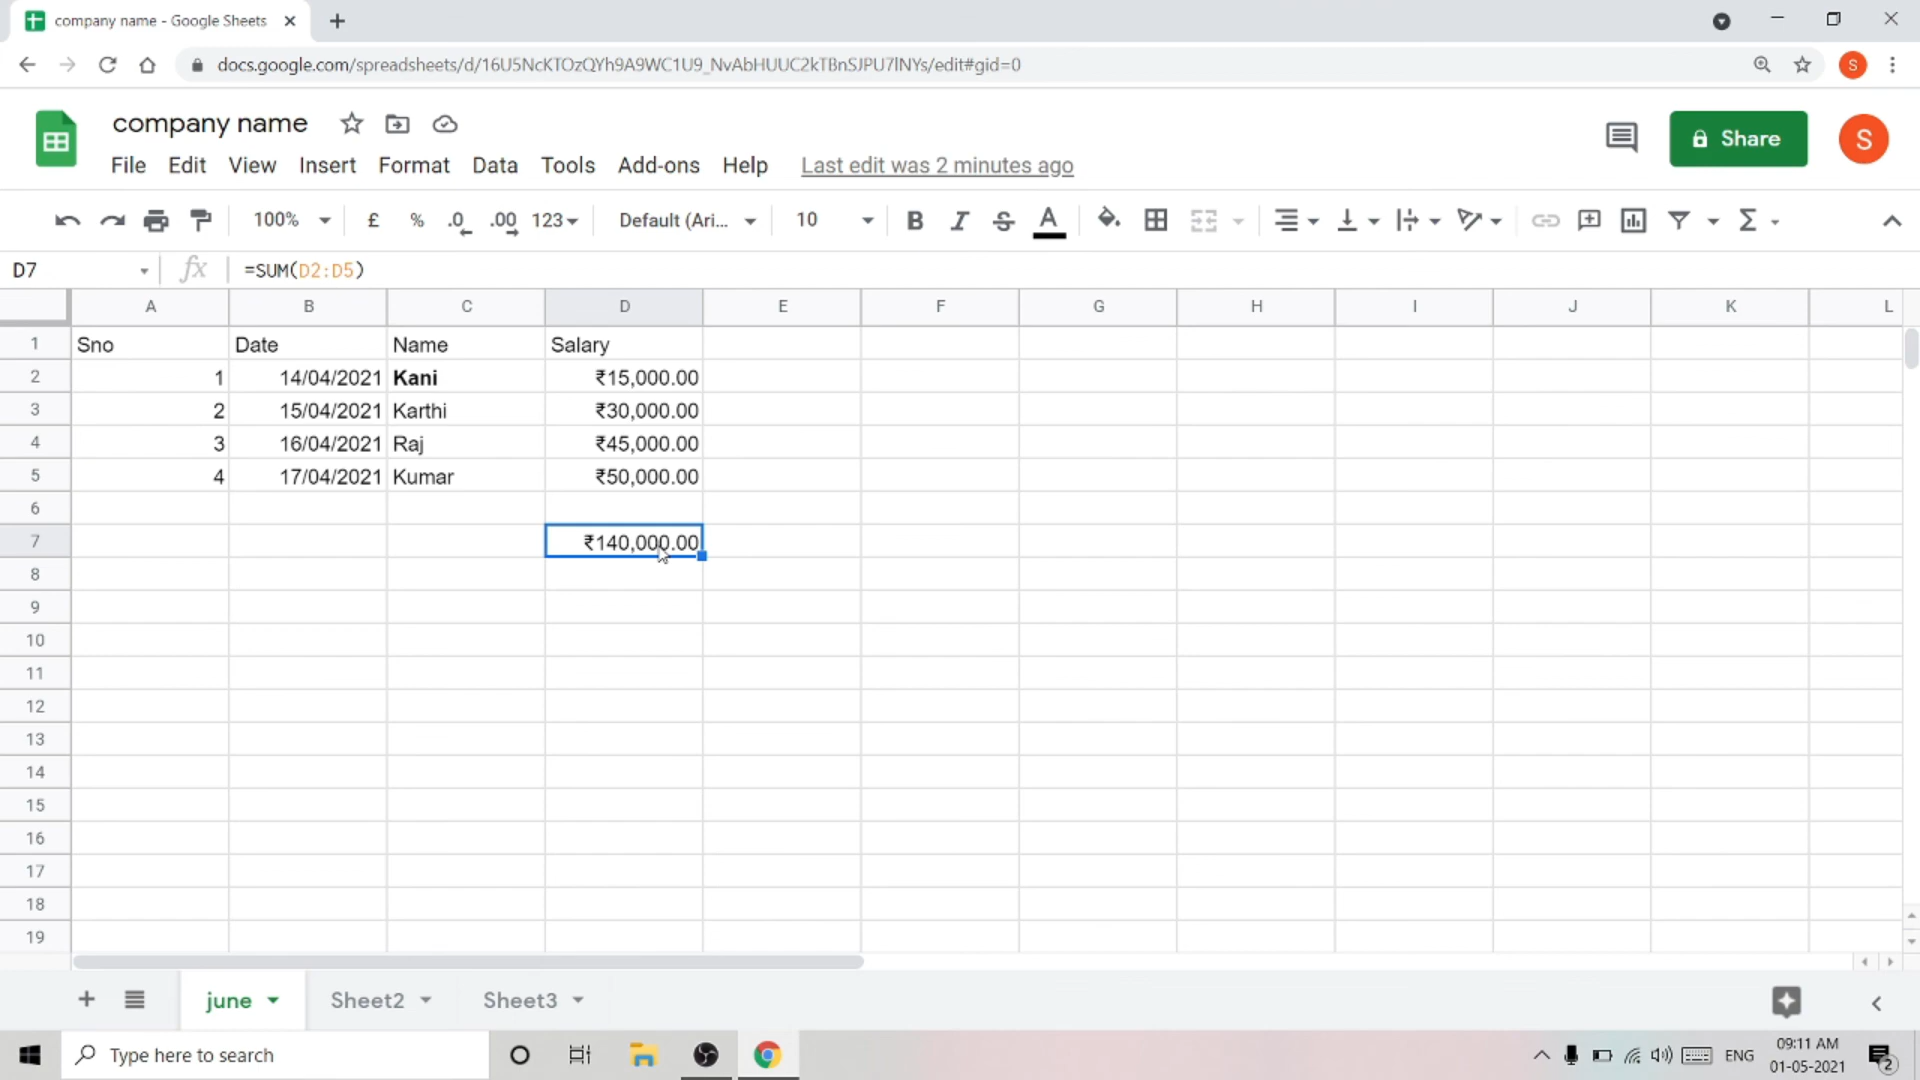 company name - Google Sheets
docs.google.com/spreadsheets/d/16U5NcKTOzQYh9A9WC1U9_NvAbHUUC2kTBnSJPU7lNYs/edit#gid=0
S
company name
Share
S
File Edit View Insert Format Data Tools Add-ons Help Last edit was 2 minutes ago
100% £ % .0 .00 123 Default (Ari... 10 B I S A Σ
D7 fx =SUM(D2:D5)
A B C D E F G H I J K L
1 Sno Date Name Salary
2 1 14/04/2021 Kani ₹15,000.00
3 2 15/04/2021 Karthi ₹30,000.00
4 3 16/04/2021 Raj ₹45,000.00
5 4 17/04/2021 Kumar ₹50,000.00
6
7 ₹140,000.00
8
9
10
11
12
13
14
15
16
17
18
19
june Sheet2 Sheet3
Type here to search
ENG
09:11 AM
01-05-2021
2